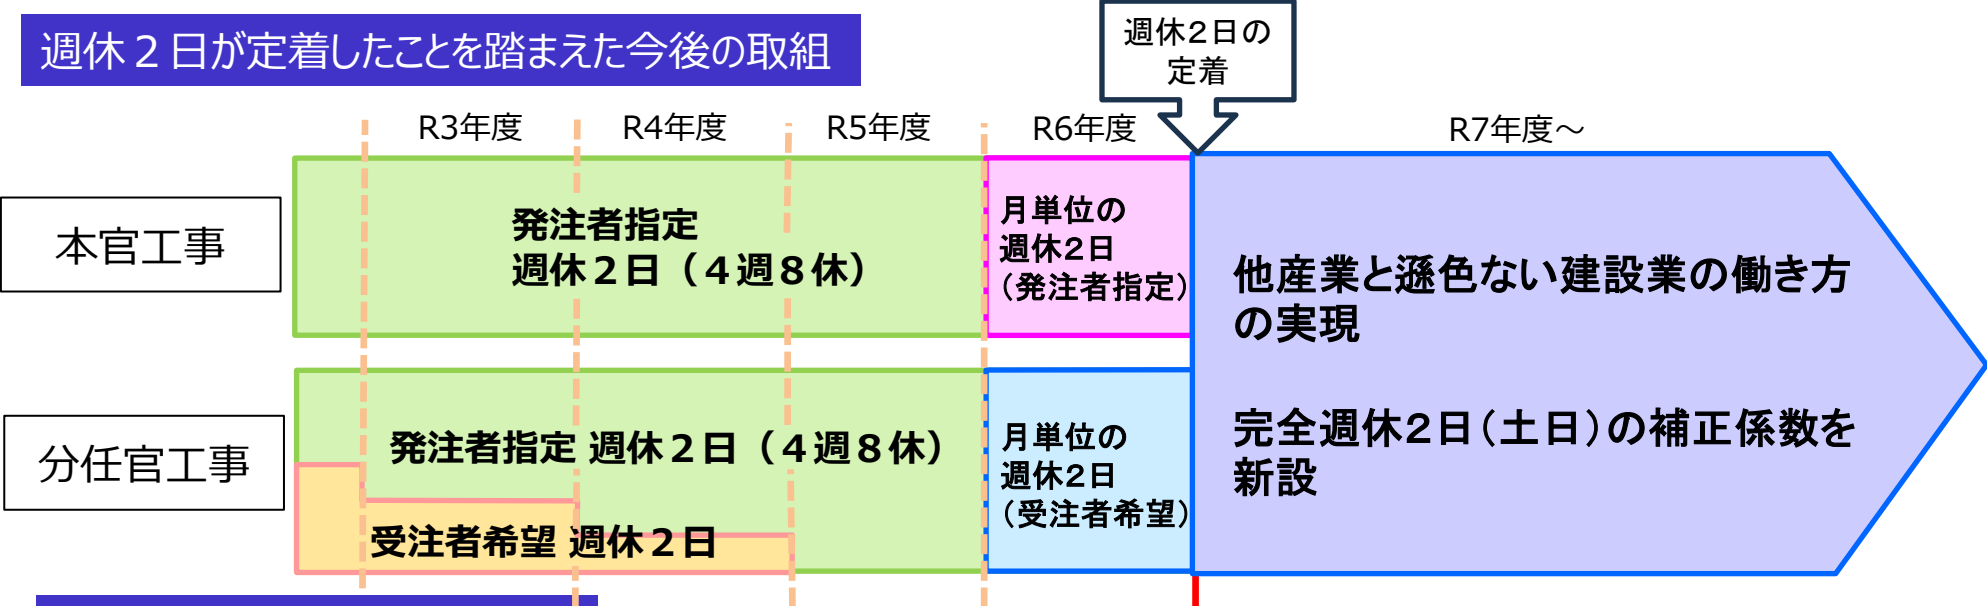 週休２日が定着したことを踏まえた今後の取組
週休2日の
定着
R3年度
R4年度
R5年度
R6年度
R7年度～
本官工事
発注者指定
週休２日（４週８休）
月単位の
週休2日
（発注者指定）
他産業と遜色ない建設業の働き方
の実現
完全週休2日（土日）の補正係数を
新設
分任官工事
発注者指定 週休２日（４週８休）
受注者希望 週休２日
月単位の
週休2日
（受注者希望）